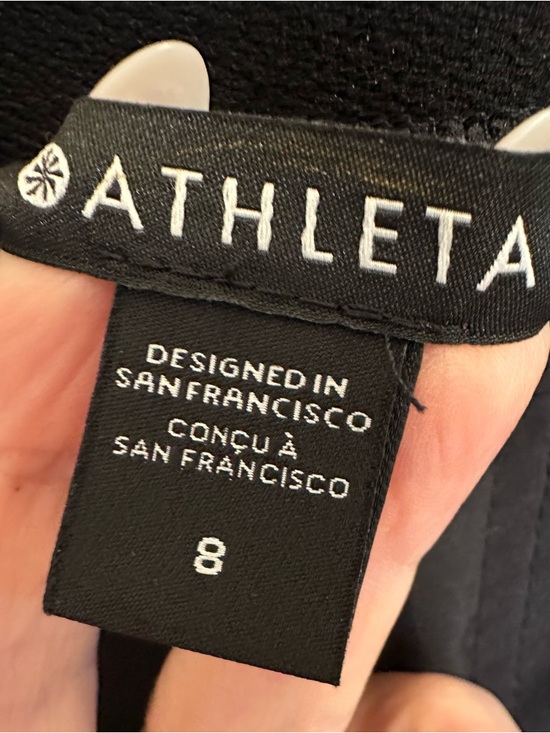 ATHLETA
DESIGNED IN
SAN FRANCISCO
CONÇU À
SAN FRANCISCO
8